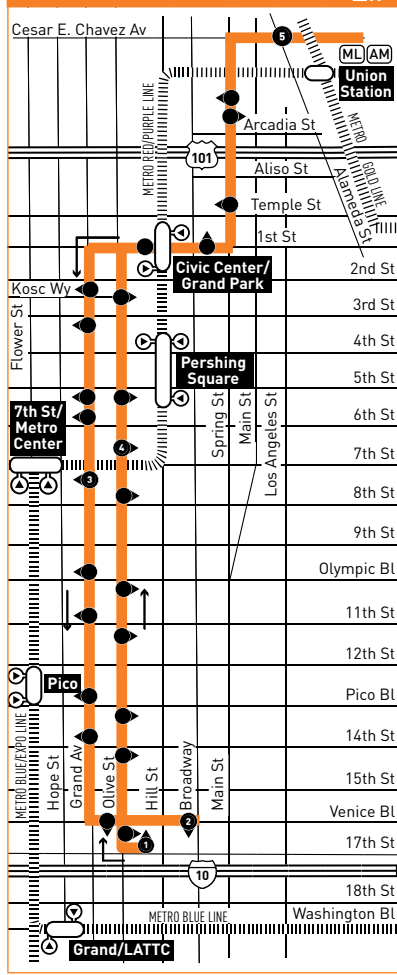 Cesar E. Chavez Av
5
ML AM
Union
Station
METRO RED/PURPLE LINE
METRO
GOLD LINE
Arcadia St
101
Aliso St
Alameda St
Temple St
1st St
Civic Center/
Grand Park
2nd St
Kosc Wy
3rd St
Flower St
4th St
Pershing
Square
5th St
Spring St
Main St
Los Angeles St
6th St
7th St/
Metro
Center
4
7th St
3
8th St
9th St
Olympic Bl
11th St
12th St
Pico
Pico Bl
METRO BLUE/EXPO LINE
14th St
Hope St
Grand Av
Olive St
Hill St
Broadway
Main St
15th St
Venice Bl
2
1
17th St
10
18th St
METRO BLUE LINE
Washington Bl
Grand/LATTC